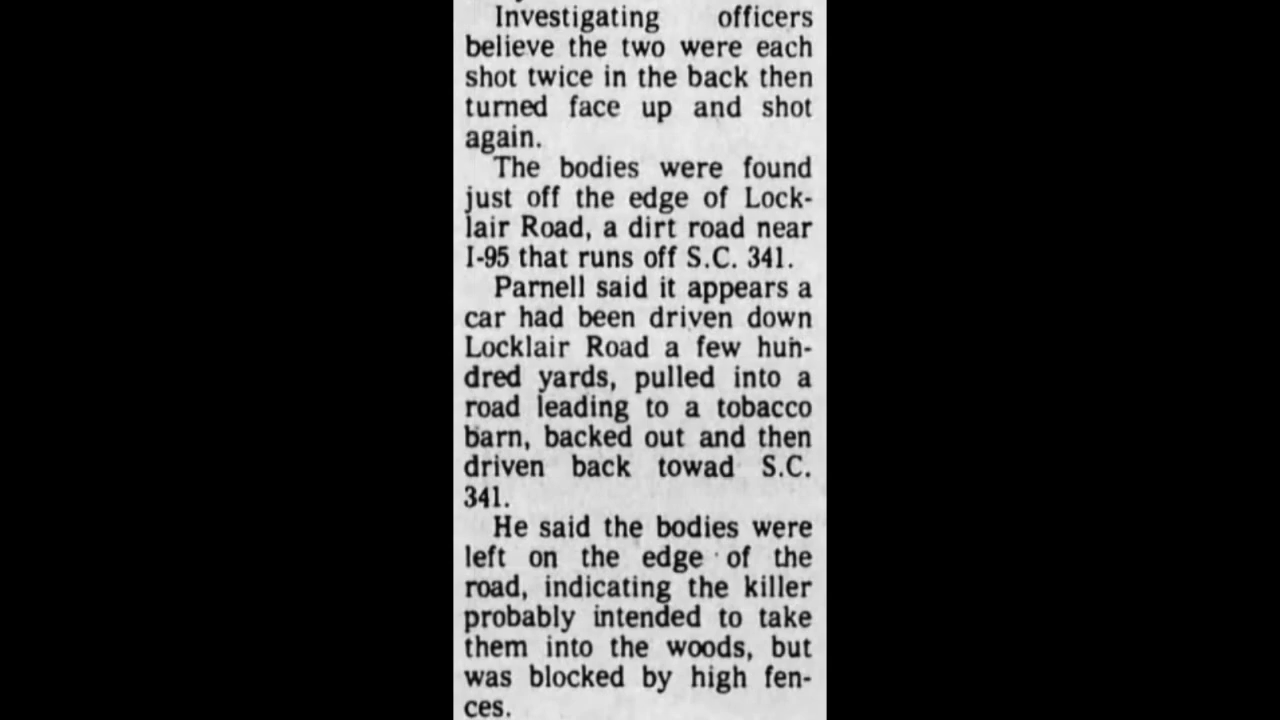 Investigating officers
believe the two were each
shot twice in the back then
turned face up and shot
again.
The bodies were found
just off the edge of Lock-
lair Road, a dirt road near
I-95 that runs off S.C. 341.
Parnell said it appears a
car had been driven down
Locklair Road a few hun-
dred yards, pulled into a
road leading to a tobacco
barn, backed out and then
driven back towad S.C.
341.
He said the bodies were
left on the edge of the
road, indicating the killer
probably intended to take
them into the woods, but
was blocked by high fen-
ces.